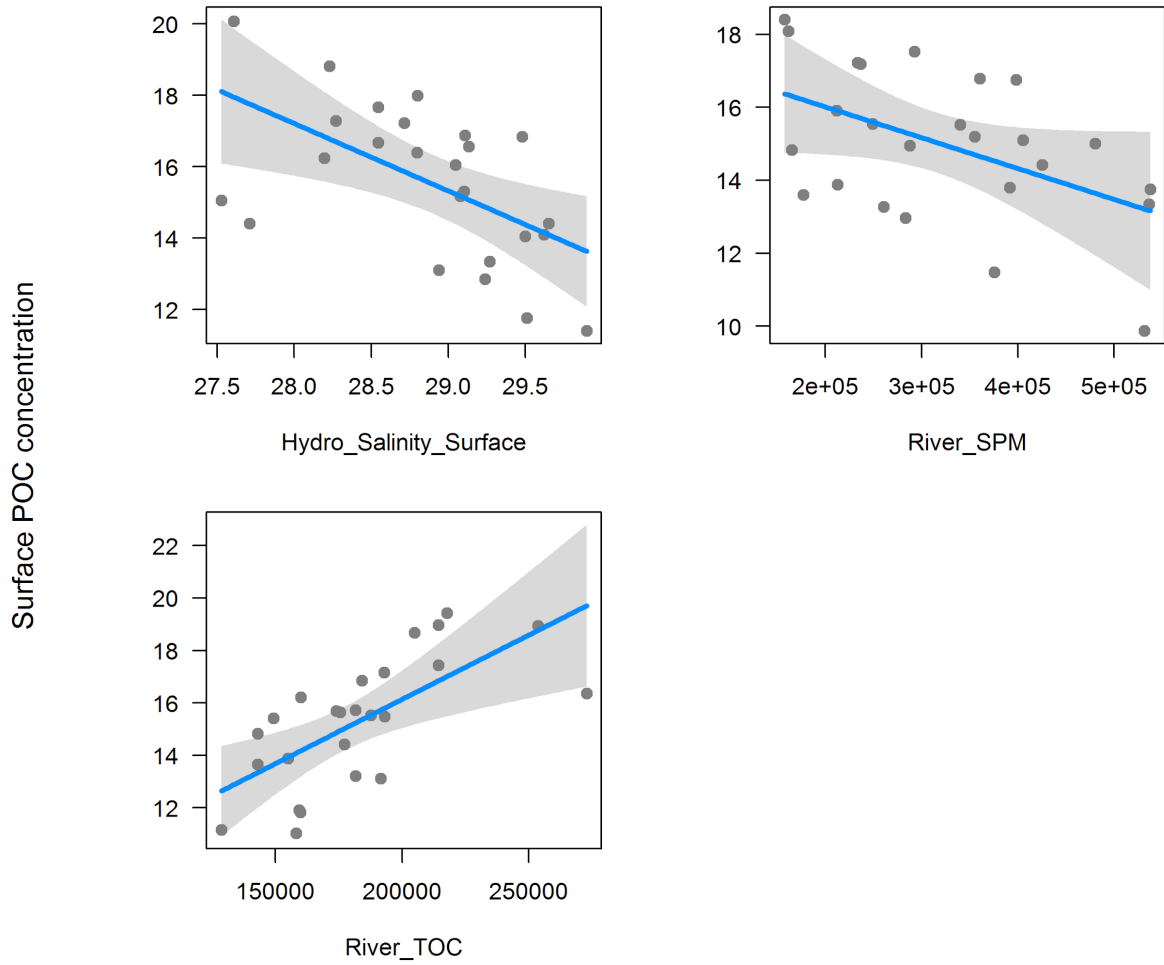 Surface POC concentration
20
18
16
14
12
27.5 28.0 28.5 29.0 29.5
Hydro_Salinity_Surface
18
16
14
12
10
2e+05 3e+05 4e+05 5e+05
River_SPM
22
20
18
16
14
12
150000 200000 250000
River_TOC